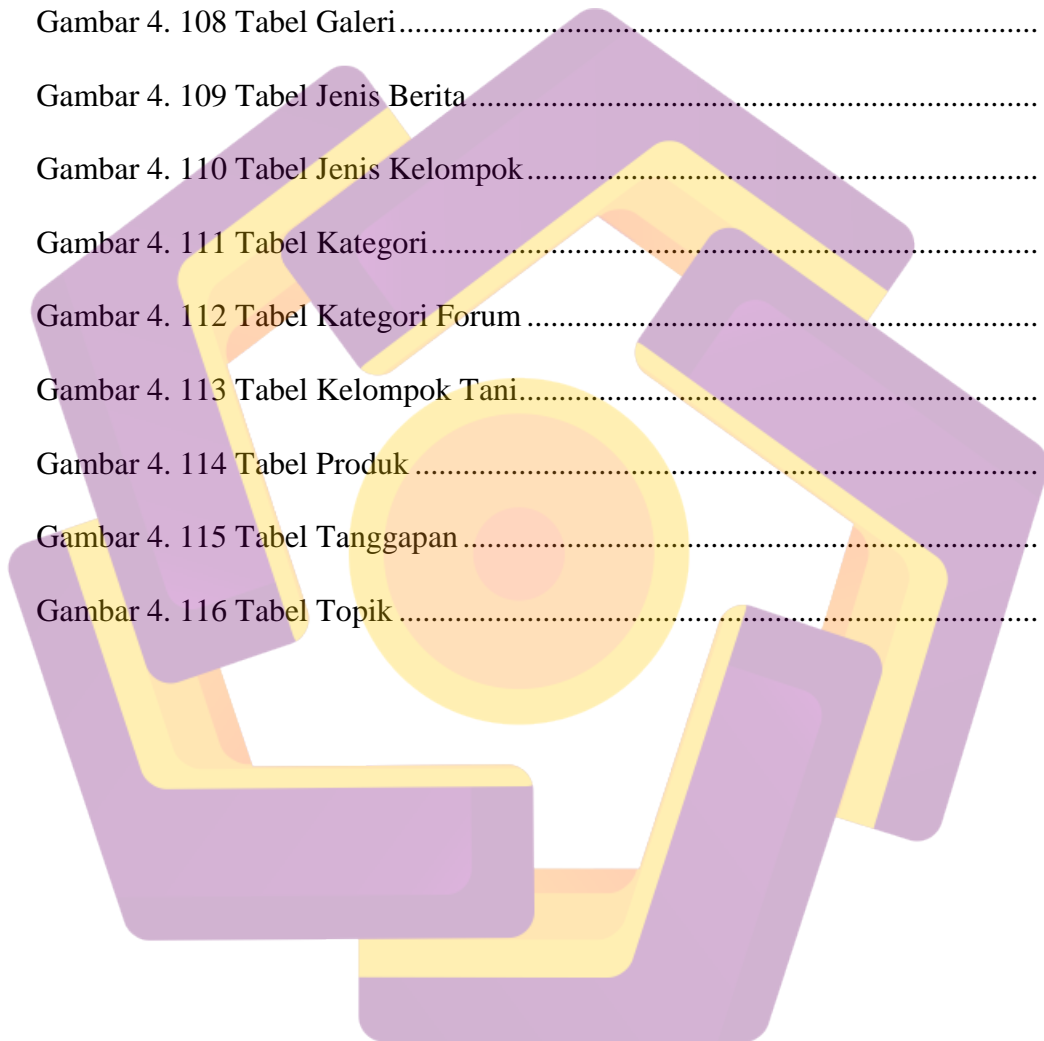 Gambar 4. 108 Tabel Galeri................................................................................
Gambar 4. 109 Tabel Jenis Berita.......................................................................
Gambar 4. 110 Tabel Jenis Kelompok................................................................
Gambar 4. 111 Tabel Kategori............................................................................
Gambar 4. 112 Tabel Kategori Forum ................................................................
Gambar 4. 113 Tabel Kelompok Tani.................................................................
Gambar 4. 114 Tabel Produk ..............................................................................
Gambar 4. 115 Tabel Tanggapan ........................................................................
Gambar 4. 116 Tabel Topik ................................................................................